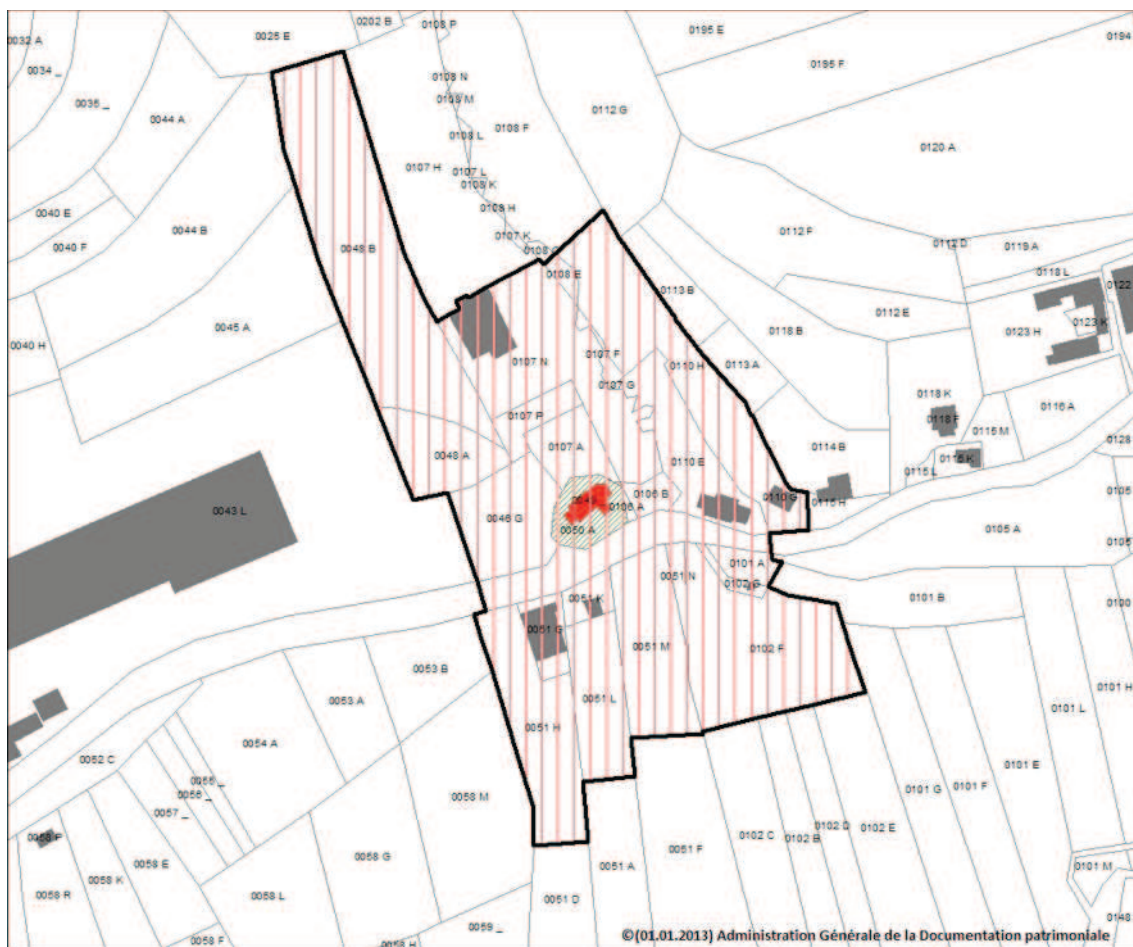 0032 A
0034 _
0035 _
0025 E
0202 B
0108 P
0195 E
0195 F
0194
0044 A
0108 N
0108 M
0108 L
0108 F
0112 G
0120 A
0107 H
0107 L
0108 K
0108 H
0107 K
0040 E
0040 F
0044 B
0048 B
0108 E
0112 F
0112 D
0119 A
0118 L
0122
0113 B
0118 B
0112 E
0123 H
0123 K
0040 H
0045 A
0107 N
0107 F
0107 G
0110 H
0113 A
0118 K
0118 F
0116 A
0115 M
0107 P
0107 A
0048 A
0110 E
0114 B
0115 L
0115 K
0128
0043 L
0046 G
0106 B
0106 A
0050 A
0110 G
0115 H
0105
0105 A
0105
0051 N
0101 A
0102 G
0101 B
0100
0051 K
0051 G
0051 M
0102 F
0053 B
0053 A
0051 L
0051 H
0101 H
0101 L
0052 C
0054 A
0055 _
0056 _
0057 _
0058 M
0101 E
0101 F
0101 G
0058 P
0058 E
0058 K
0058 R
0058 G
0058 L
0051 F
0102 C
0102 B
0102 D
0102 E
0051 A
0051 D
0101 M
0148
0059 _
0058 F
0058 H
©(01.01.2013) Administration Générale de la Documentation patrimoniale